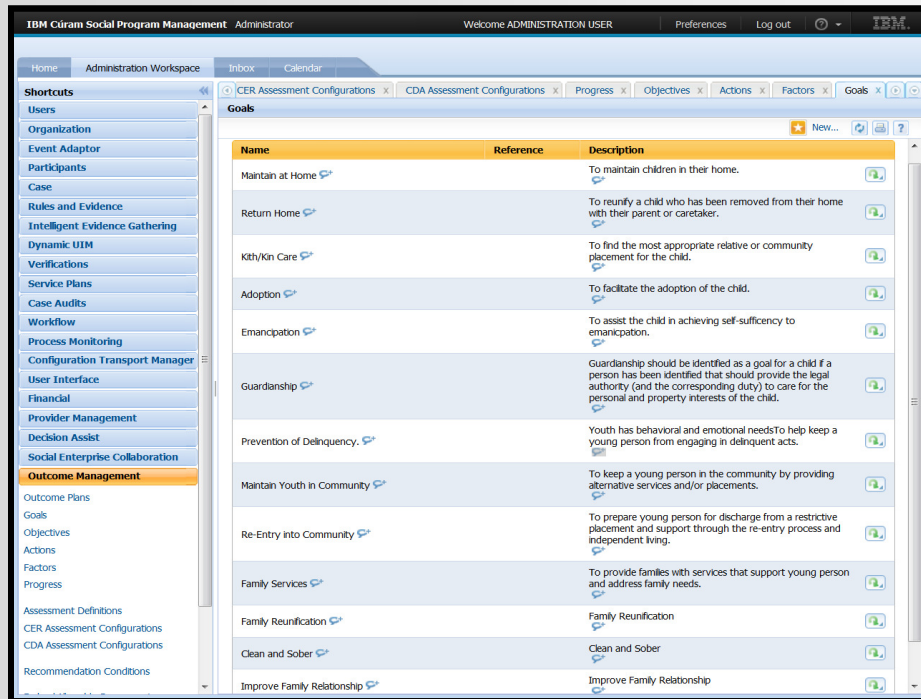 IBM Cúram Social Program Management Administrator Welcome ADMINISTRATION USER Preferences Log out ? IBM.
Home Administration Workspace Inbox Calendar
Shortcuts
Users
Organization
Event Adaptor
Participants
Case
Rules and Evidence
Intelligent Evidence Gathering
Dynamic UIM
Verifications
Service Plans
Case Audits
Workflow
Process Monitoring
Configuration Transport Manager
User Interface
Financial
Provider Management
Decision Assist
Social Enterprise Collaboration
Outcome Management
Outcome Plans
Goals
Objectives
Actions
Factors
Progress
Assessment Definitions
CER Assessment Configurations
CDA Assessment Configurations
Recommendation Conditions
CER Assessment Configurations x CDA Assessment Configurations x Progress x Objectives x Actions x Factors x Goals x
Goals
New... ?
Name Reference Description
Maintain at Home To maintain children in their home.
Return Home To reunify a child who has been removed from their home
with their parent or caretaker.
Kith/Kin Care To find the most appropriate relative or community
placement for the child.
Adoption To facilitate the adoption of the child.
Emancipation To assist the child in achieving self-sufficency to
emanicpation.
Guardianship Guardianship should be identified as a goal for a child if a
person has been identified that should provide the legal
authority (and the corresponding duty) to care for the
personal and property interests of the child.
Prevention of Delinquency. Youth has behavioral and emotional needsTo help keep a
young person from engaging in delinquent acts.
Maintain Youth in Community To keep a young person in the community by providing
alternative services and/or placements.
Re-Entry into Community To prepare young person for discharge from a restrictive
placement and support through the re-entry process and
independent living.
Family Services To provide families with services that support young person
and address family needs.
Family Reunification Family Reunification
Clean and Sober Clean and Sober
Improve Family Relationship Improve Family Relationship